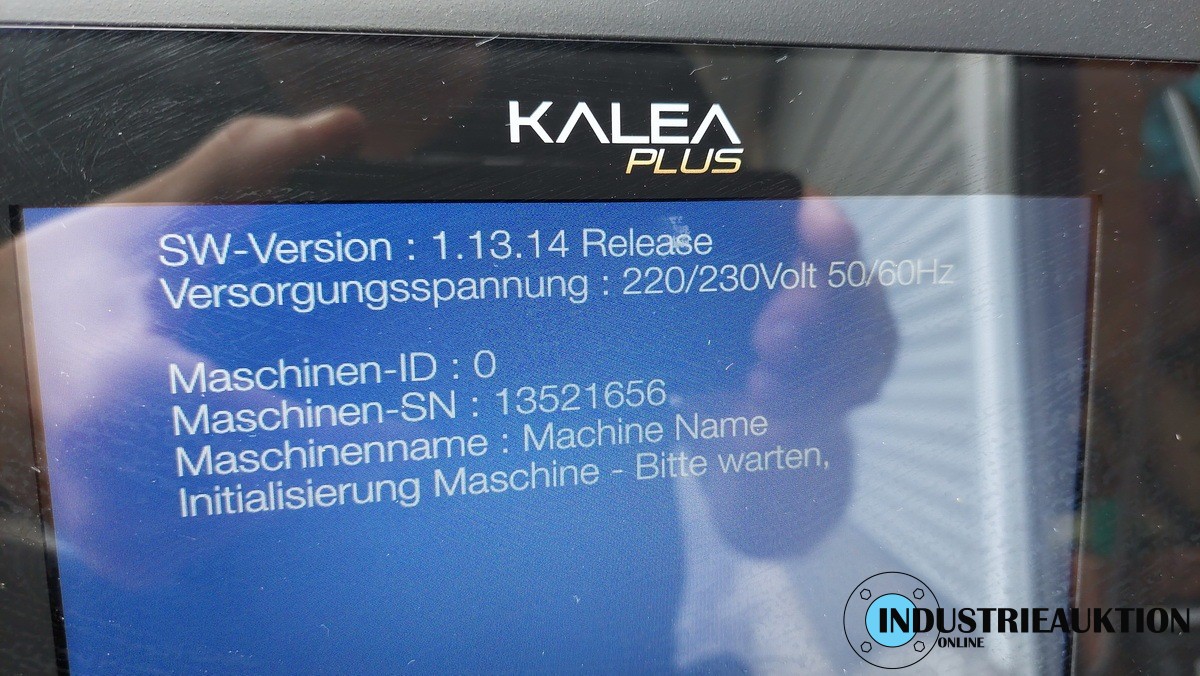 KALEA
PLUS
SW-Version : 1.13.14 Release
Versorgungsspannung : 220/230Volt 50/60Hz
Maschinen-ID : 0
Maschinen-SN : 13521656
Maschinenname : Machine Name
Initialisierung Maschine - Bitte warten,
INDUSTRIEAUKTION
ONLINE